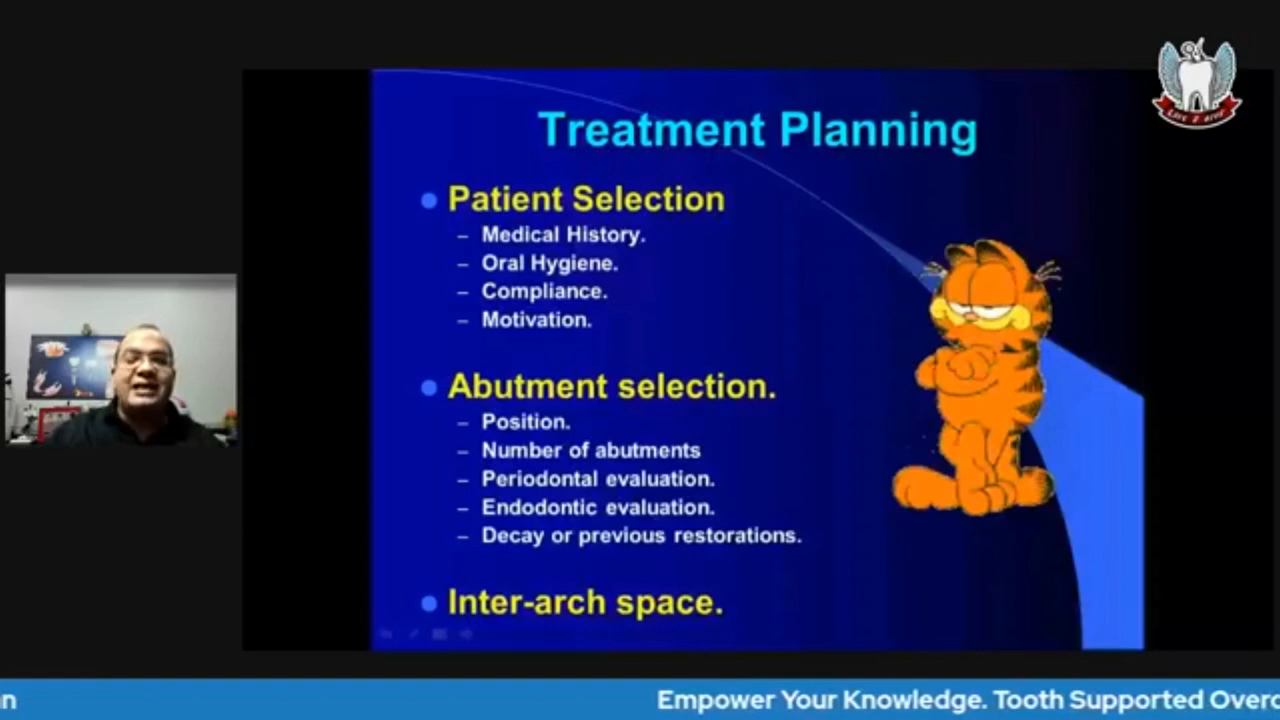 Treatment Planning
Patient Selection
– Medical History.
– Oral Hygiene.
– Compliance.
– Motivation.
Abutment selection.
– Position.
– Number of abutments
– Periodontal evaluation.
– Endodontic evaluation.
– Decay or previous restorations.
Inter-arch space.
Empower Your Knowledge. Tooth Supported